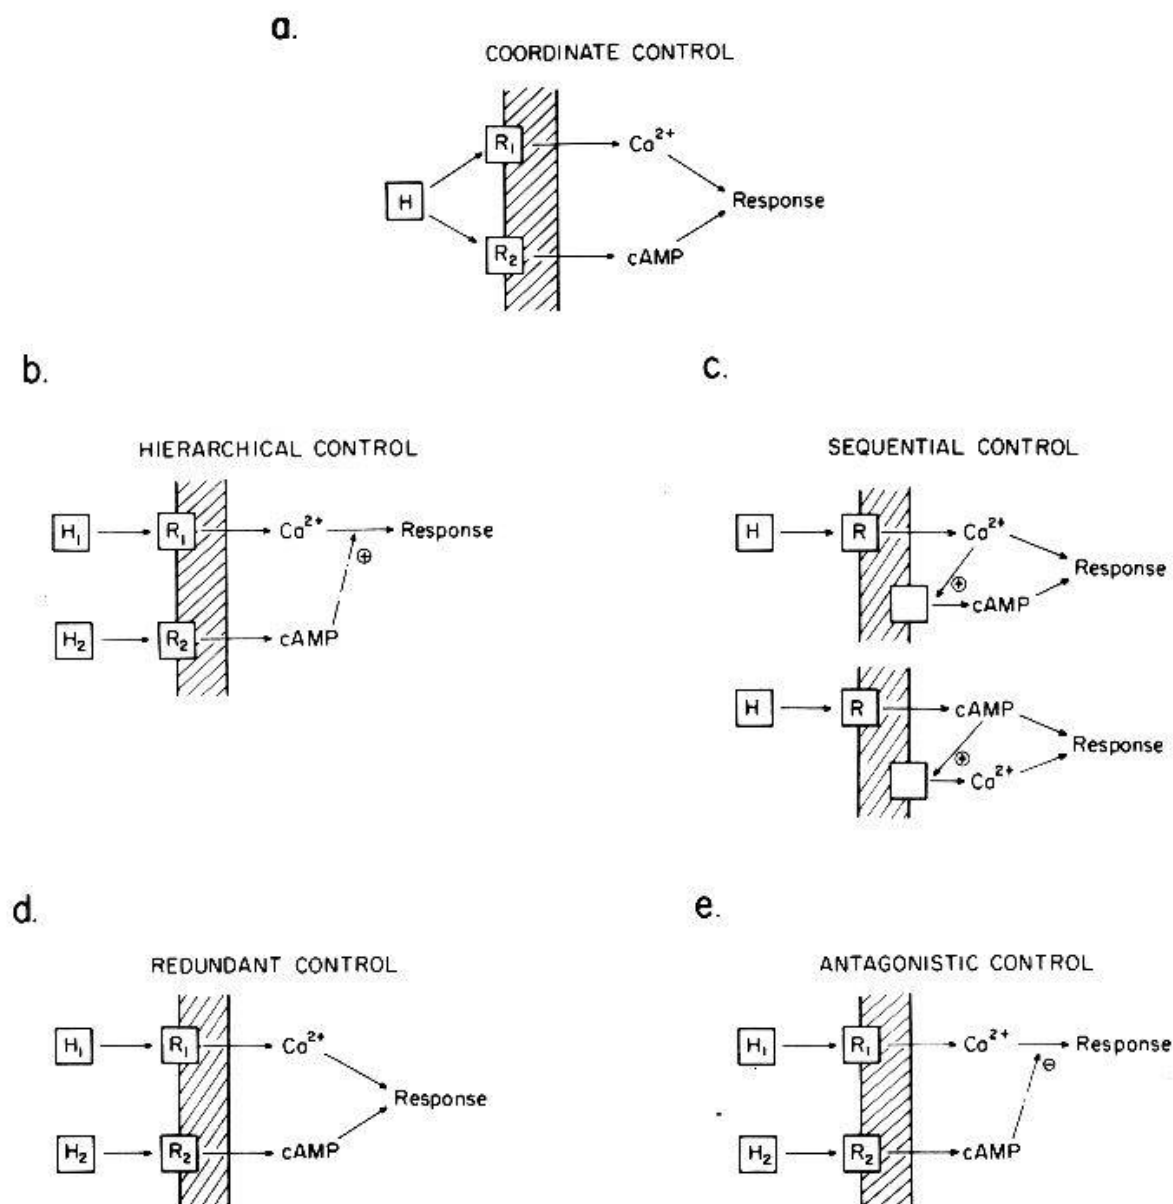 a.
COORDINATE CONTROL
H
R₁
Ca²⁺
Response
R₂
cAMP
b.
HIERARCHICAL CONTROL
H₁
R₁
Ca²⁺
Response
⊕
H₂
R₂
cAMP
c.
SEQUENTIAL CONTROL
H
R
Ca²⁺
Response
⊕
cAMP
H
R
cAMP
Response
⊕
Ca²⁺
d.
REDUNDANT CONTROL
H₁
R₁
Ca²⁺
Response
H₂
R₂
cAMP
e.
ANTAGONISTIC CONTROL
H₁
R₁
Ca²⁺
Response
⊖
H₂
R₂
cAMP